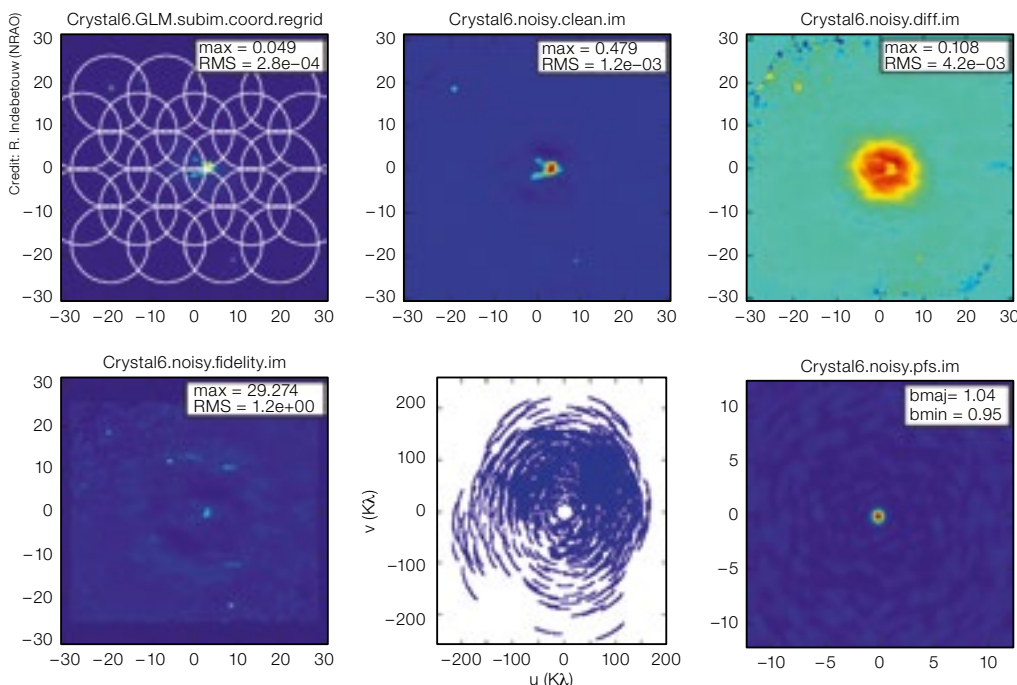 Crystal6.GLM.subim.coord.regrid
Credit: R. Indebetouw (NRAO)
max = 0.049
RMS = 2.8e-04
30
20
10
0
−10
−20
−30
−30 −20 −10 0 10 20 30
Crystal6.noisy.clean.im
max = 0.479
RMS = 1.2e-03
30
20
10
0
−10
−20
−30
−30 −20 −10 0 10 20 30
Crystal6.noisy.diff.im
max = 0.108
RMS = 4.2e-03
30
20
10
0
−10
−20
−30
−30 −20 −10 0 10 20 30
Crystal6.noisy.fidelity.im
max = 29.274
RMS = 1.2e+00
30
20
10
0
−10
−20
−30
−30 −20 −10 0 10 20 30
v (Kλ)
200
100
0
−100
−200
−200 −100 0 100 200
u (Kλ)
Crystal6.noisy.pfs.im
bmaj= 1.04
bmin = 0.95
10
5
0
−5
−10
−10 −5 0 5 10